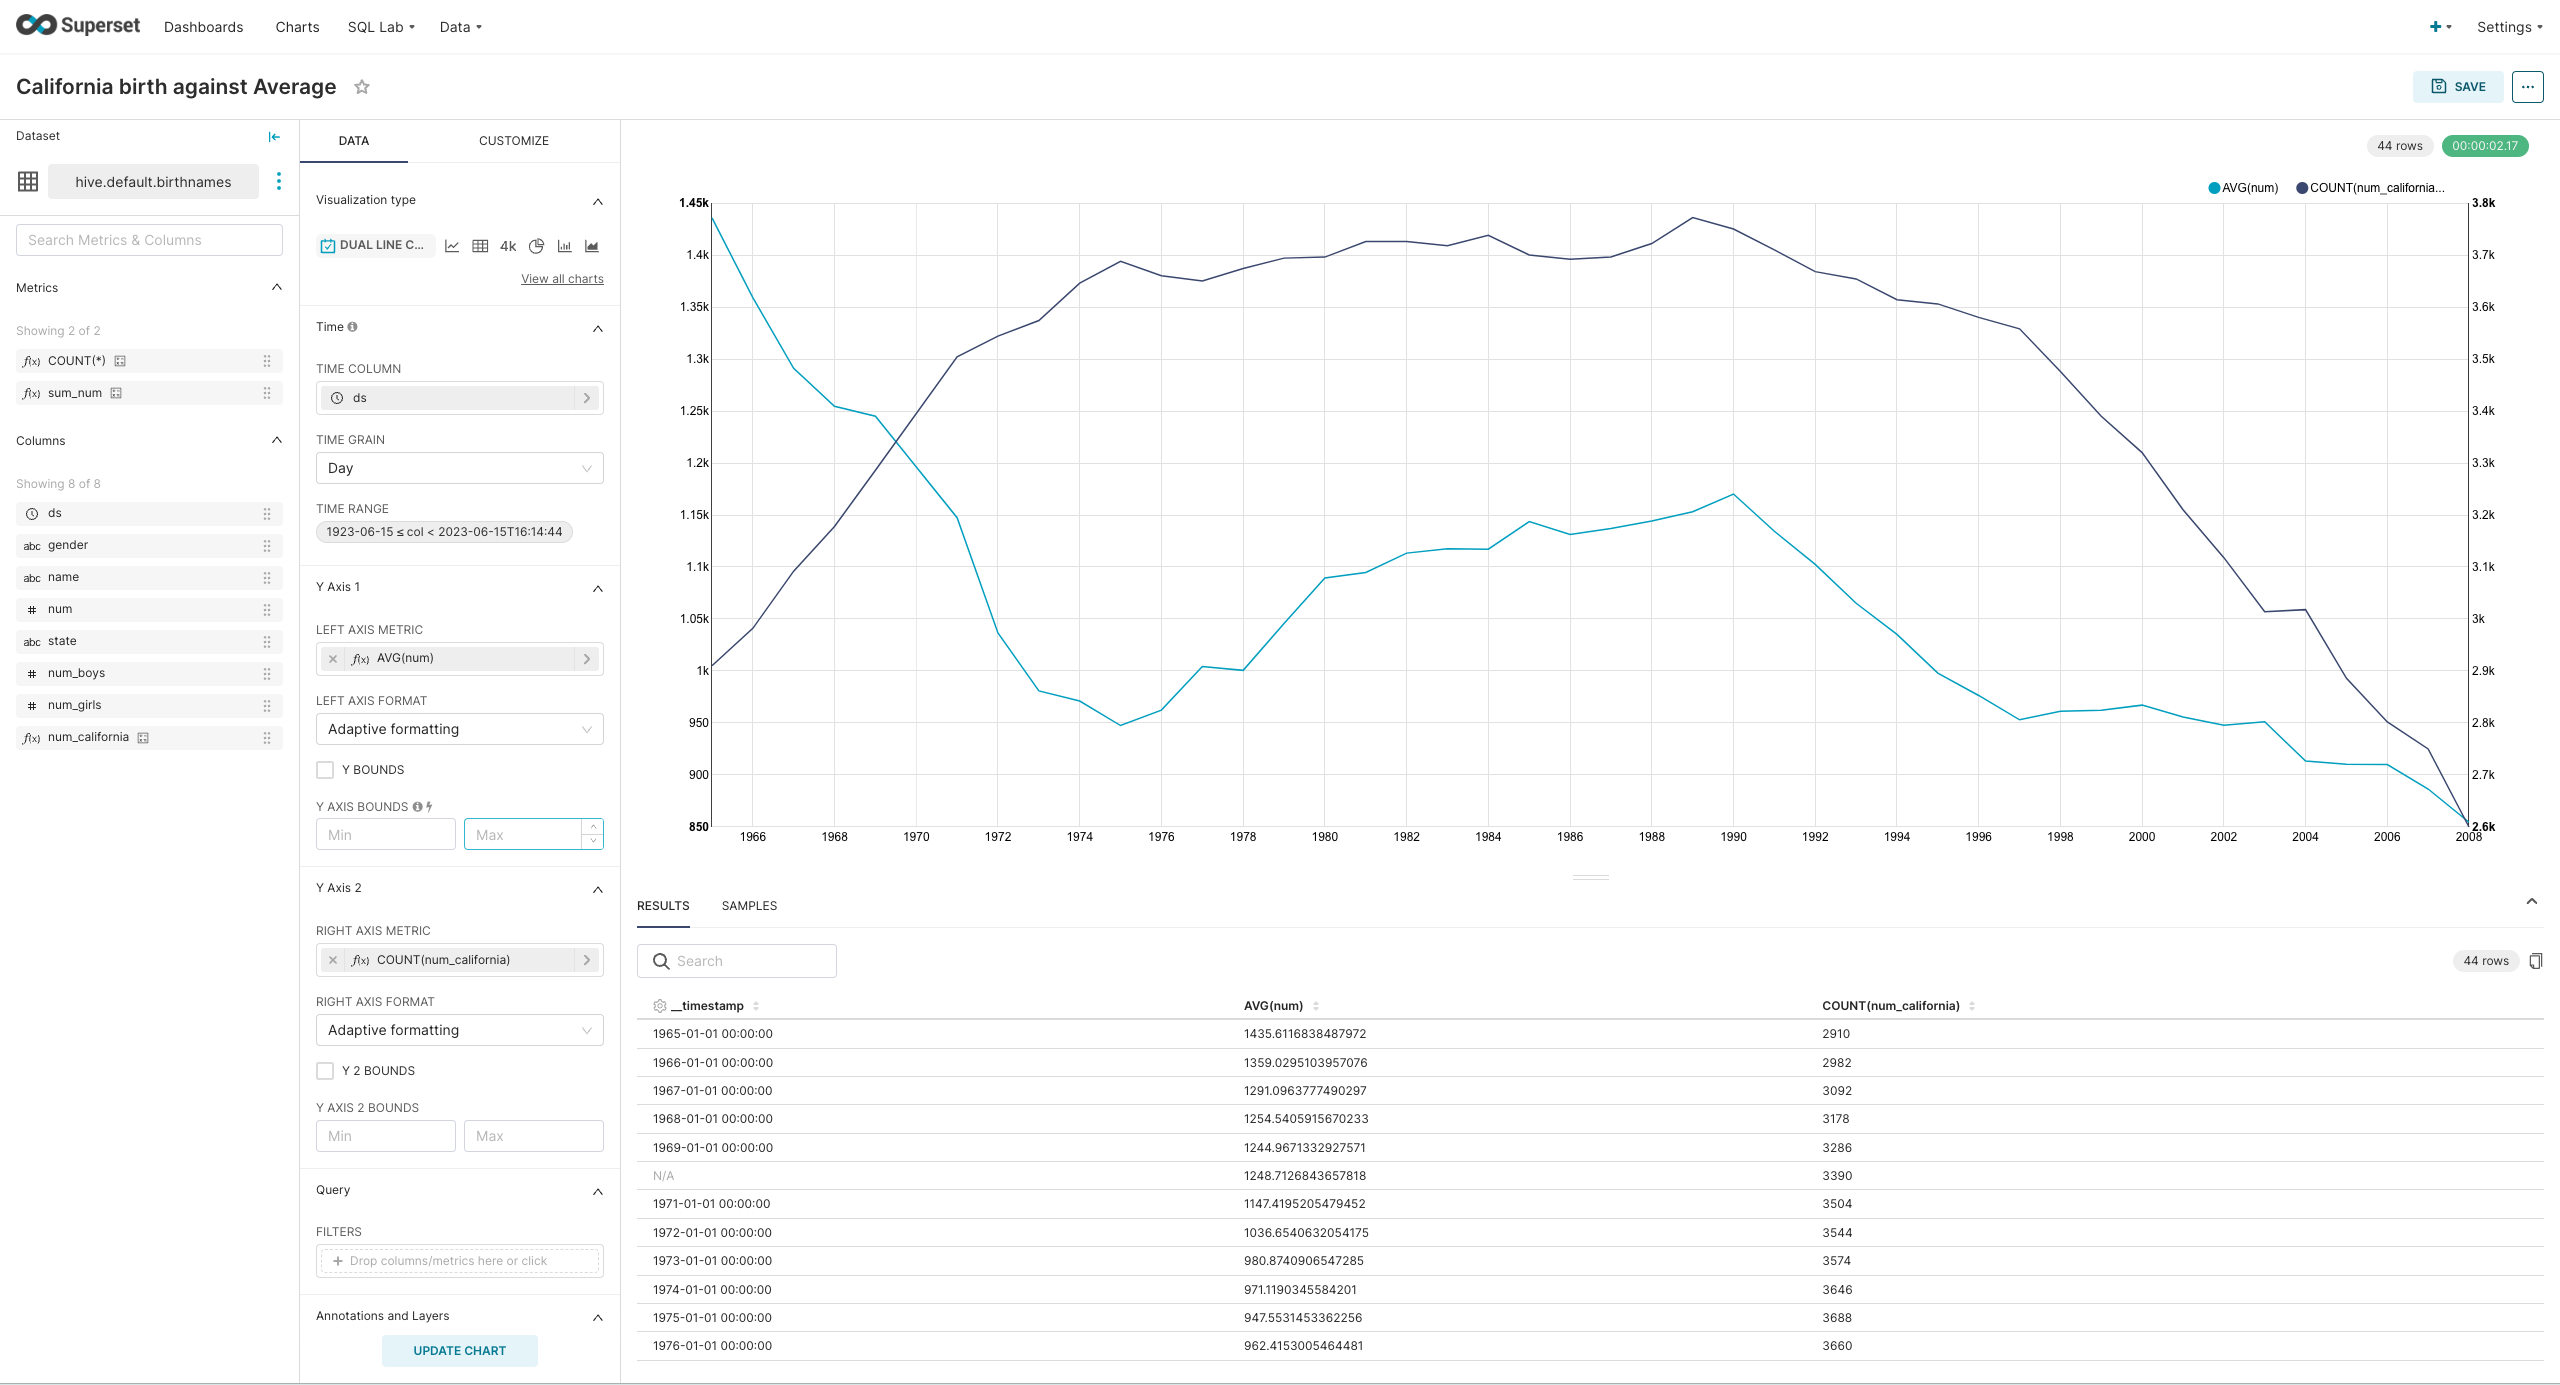 Superset
Dashboards
Charts
SQL Lab
Data
+
Settings
California birth against Average
SAVE
...
Dataset
hive.default.birthnames
Search Metrics & Columns
Metrics
Showing 2 of 2
f(x) COUNT(*)
f(x) sum_num
Columns
Showing 8 of 8
ds
abc gender
abc name
# num
abc state
# num_boys
# num_girls
f(x) num_california
DATA
CUSTOMIZE
Visualization type
DUAL LINE C...
4k
View all charts
Time
TIME COLUMN
ds
TIME GRAIN
Day
TIME RANGE
1923-06-15 ≤ col < 2023-06-15T16:14:44
Y Axis 1
LEFT AXIS METRIC
f(x) AVG(num)
LEFT AXIS FORMAT
Adaptive formatting
Y BOUNDS
Y AXIS BOUNDS
Min
Max
Y Axis 2
RIGHT AXIS METRIC
f(x) COUNT(num_california)
RIGHT AXIS FORMAT
Adaptive formatting
Y 2 BOUNDS
Y AXIS 2 BOUNDS
Min
Max
Query
FILTERS
+ Drop columns/metrics here or click
Annotations and Layers
UPDATE CHART
44 rows
00:00:02.17
AVG(num)
COUNT(num_california...
1.45k
1.4k
1.35k
1.3k
1.25k
1.2k
1.15k
1.1k
1.05k
1k
950
900
850
3.8k
3.7k
3.6k
3.5k
3.4k
3.3k
3.2k
3.1k
3k
2.9k
2.8k
2.7k
2.6k
1966 1968 1970 1972 1974 1976 1978 1980 1982 1984 1986 1988 1990 1992 1994 1996 1998 2000 2002 2004 2006 2008
RESULTS
SAMPLES
Search
44 rows
__timestamp AVG(num) COUNT(num_california)
1965-01-01 00:00:00 1435.6116838487972 2910
1966-01-01 00:00:00 1359.0295103957076 2982
1967-01-01 00:00:00 1291.0963777490297 3092
1968-01-01 00:00:00 1254.5405915670233 3178
1969-01-01 00:00:00 1244.9671332927571 3286
N/A 1248.7126843657818 3390
1971-01-01 00:00:00 1147.4195205479452 3504
1972-01-01 00:00:00 1036.6540632054175 3544
1973-01-01 00:00:00 980.8740906547285 3574
1974-01-01 00:00:00 971.1190345584201 3646
1975-01-01 00:00:00 947.5531453362256 3688
1976-01-01 00:00:00 962.4153005464481 3660